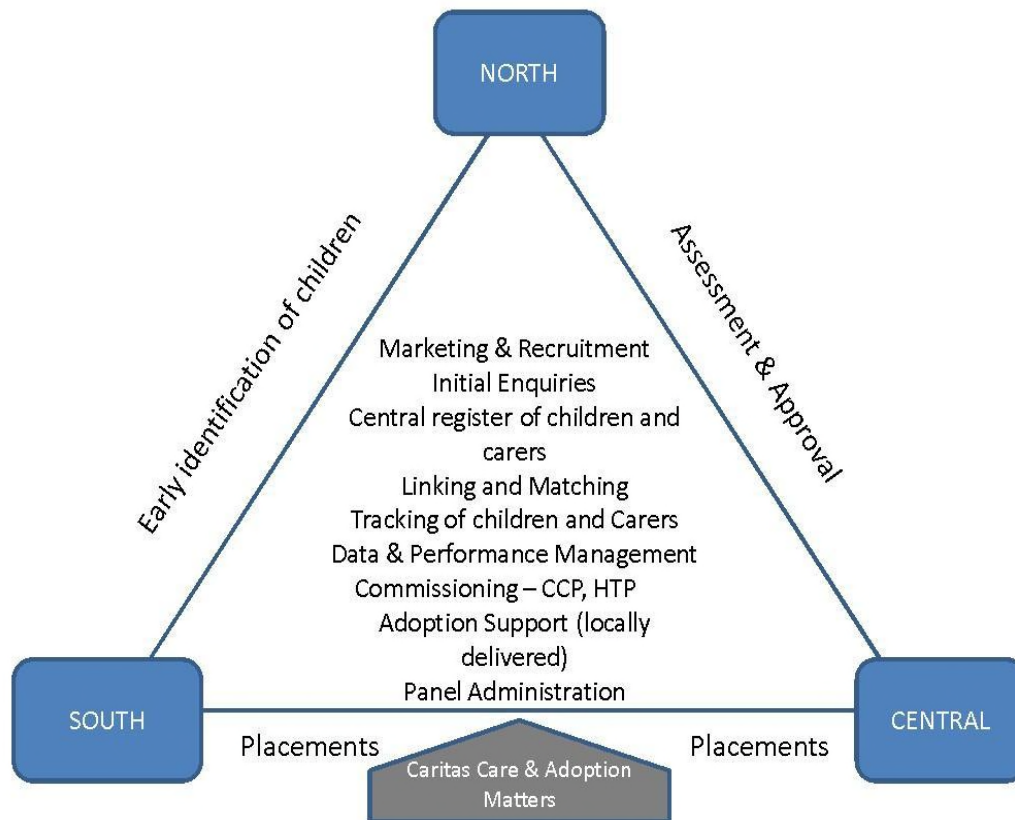 NORTH
Early identification of children
Assessment & Approval
Marketing & Recruitment
Initial Enquiries
Central register of children and
carers
Linking and Matching
Tracking of children and Carers
Data & Performance Management
Commissioning – CCP, HTP
Adoption Support (locally
delivered)
Panel Administration
SOUTH
CENTRAL
Placements
Placements
Caritas Care & Adoption
Matters